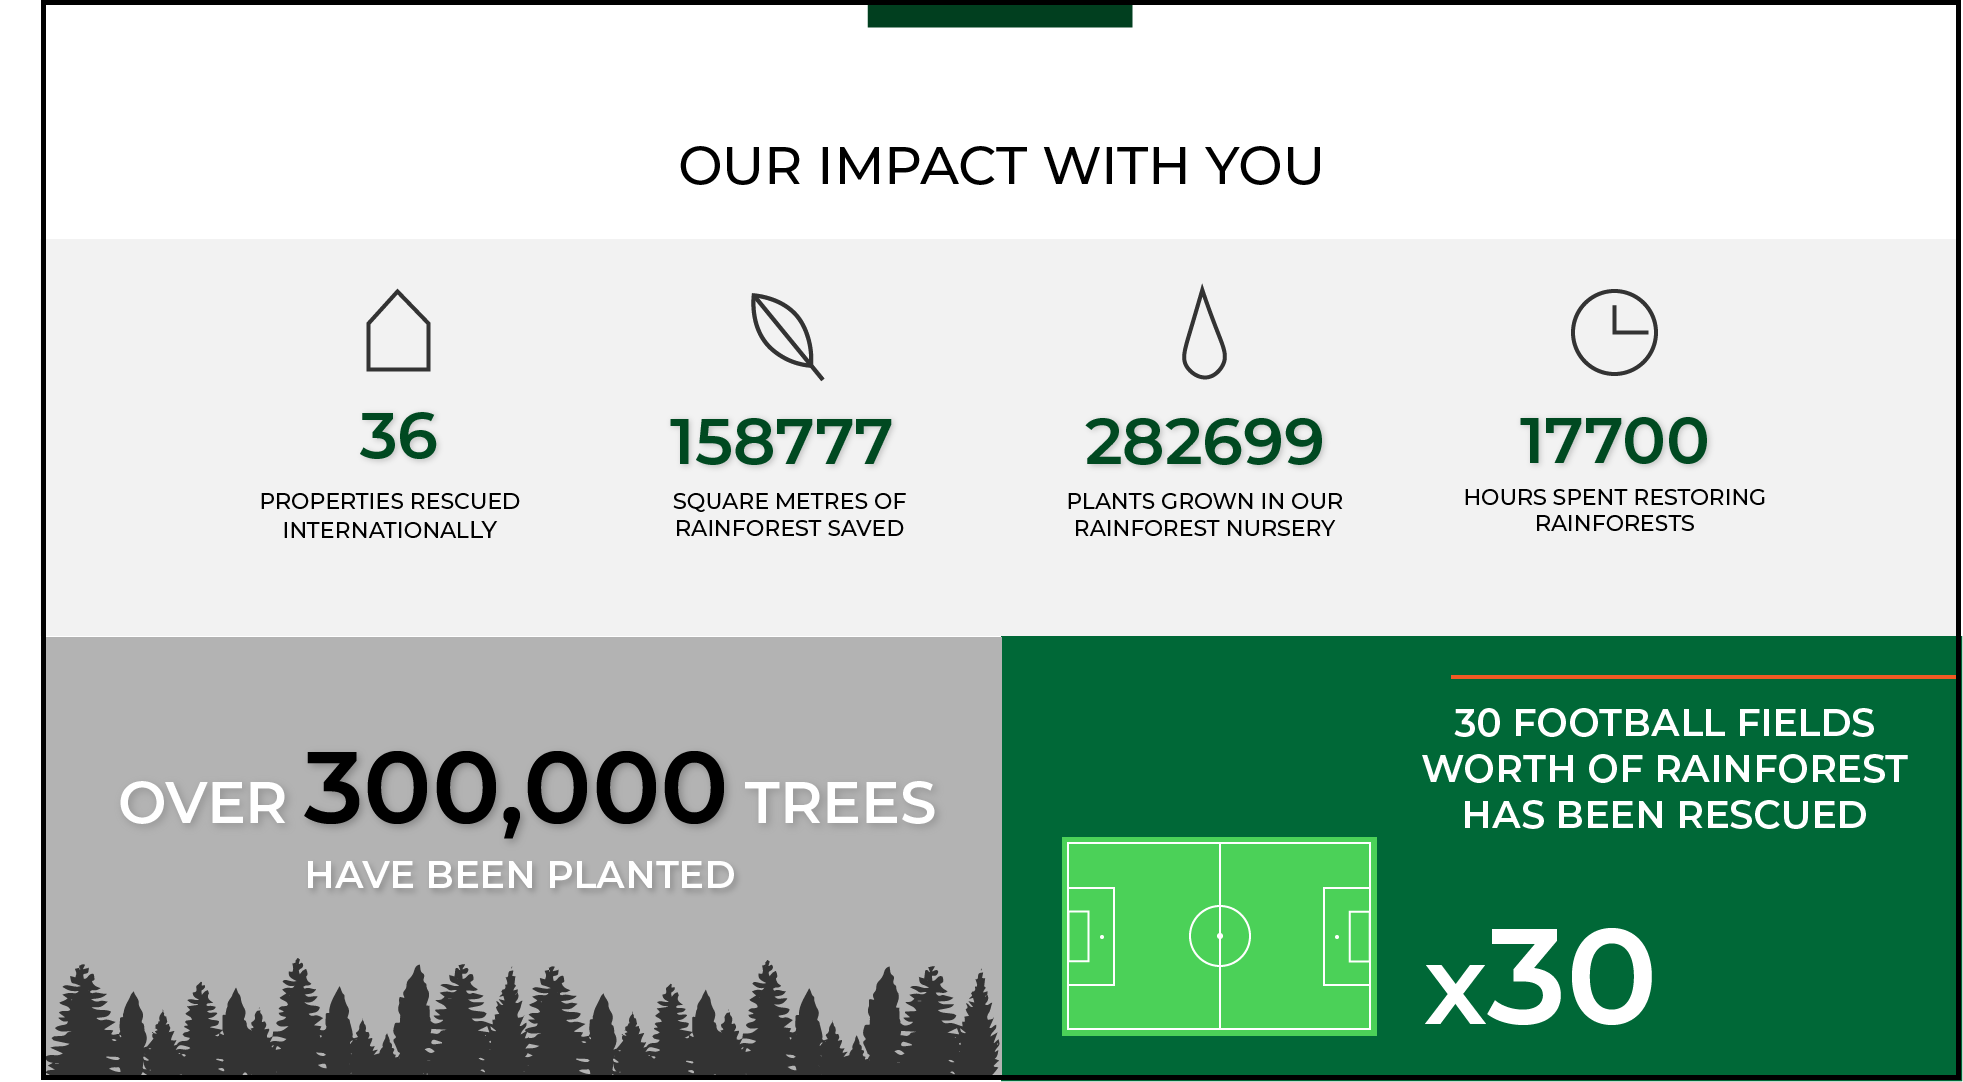 OUR IMPACT WITH YOU
36
PROPERTIES RESCUED
INTERNATIONALLY
158777
SQUARE METRES OF
RAINFOREST SAVED
282699
PLANTS GROWN IN OUR
RAINFOREST NURSERY
17700
HOURS SPENT RESTORING
RAINFORESTS
OVER 300,000 TREES
HAVE BEEN PLANTED
30 FOOTBALL FIELDS
WORTH OF RAINFOREST
HAS BEEN RESCUED
x30